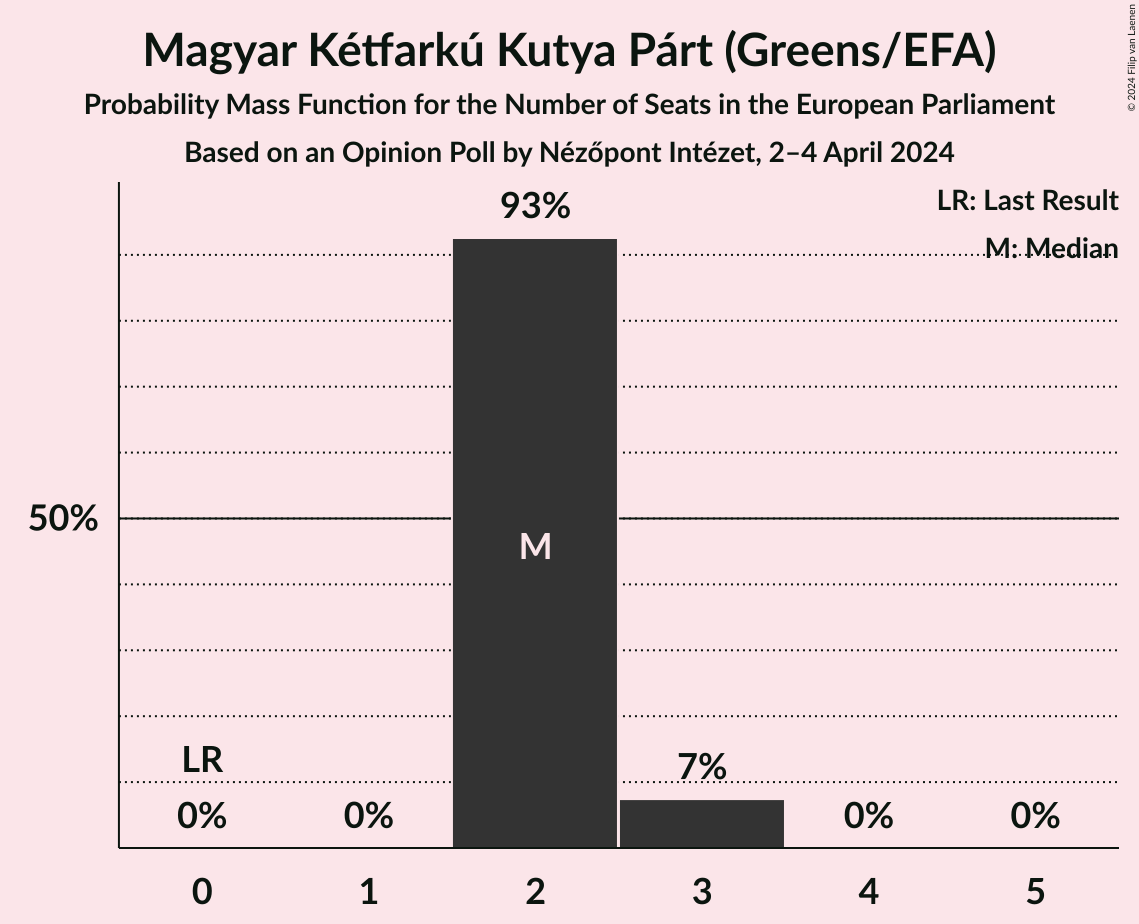 Magyar Kétfarkú Kutya Párt (Greens/EFA)
Probability Mass Function for the Number of Seats in the European Parliament
Based on an Opinion Poll by Nézőpont Intézet, 2–4 April 2024
© 2024 Filip van Laenen
LR: Last Result
M: Median
93%
50%
M
LR
7%
0% 0% 0% 0%
0 1 2 3 4 5